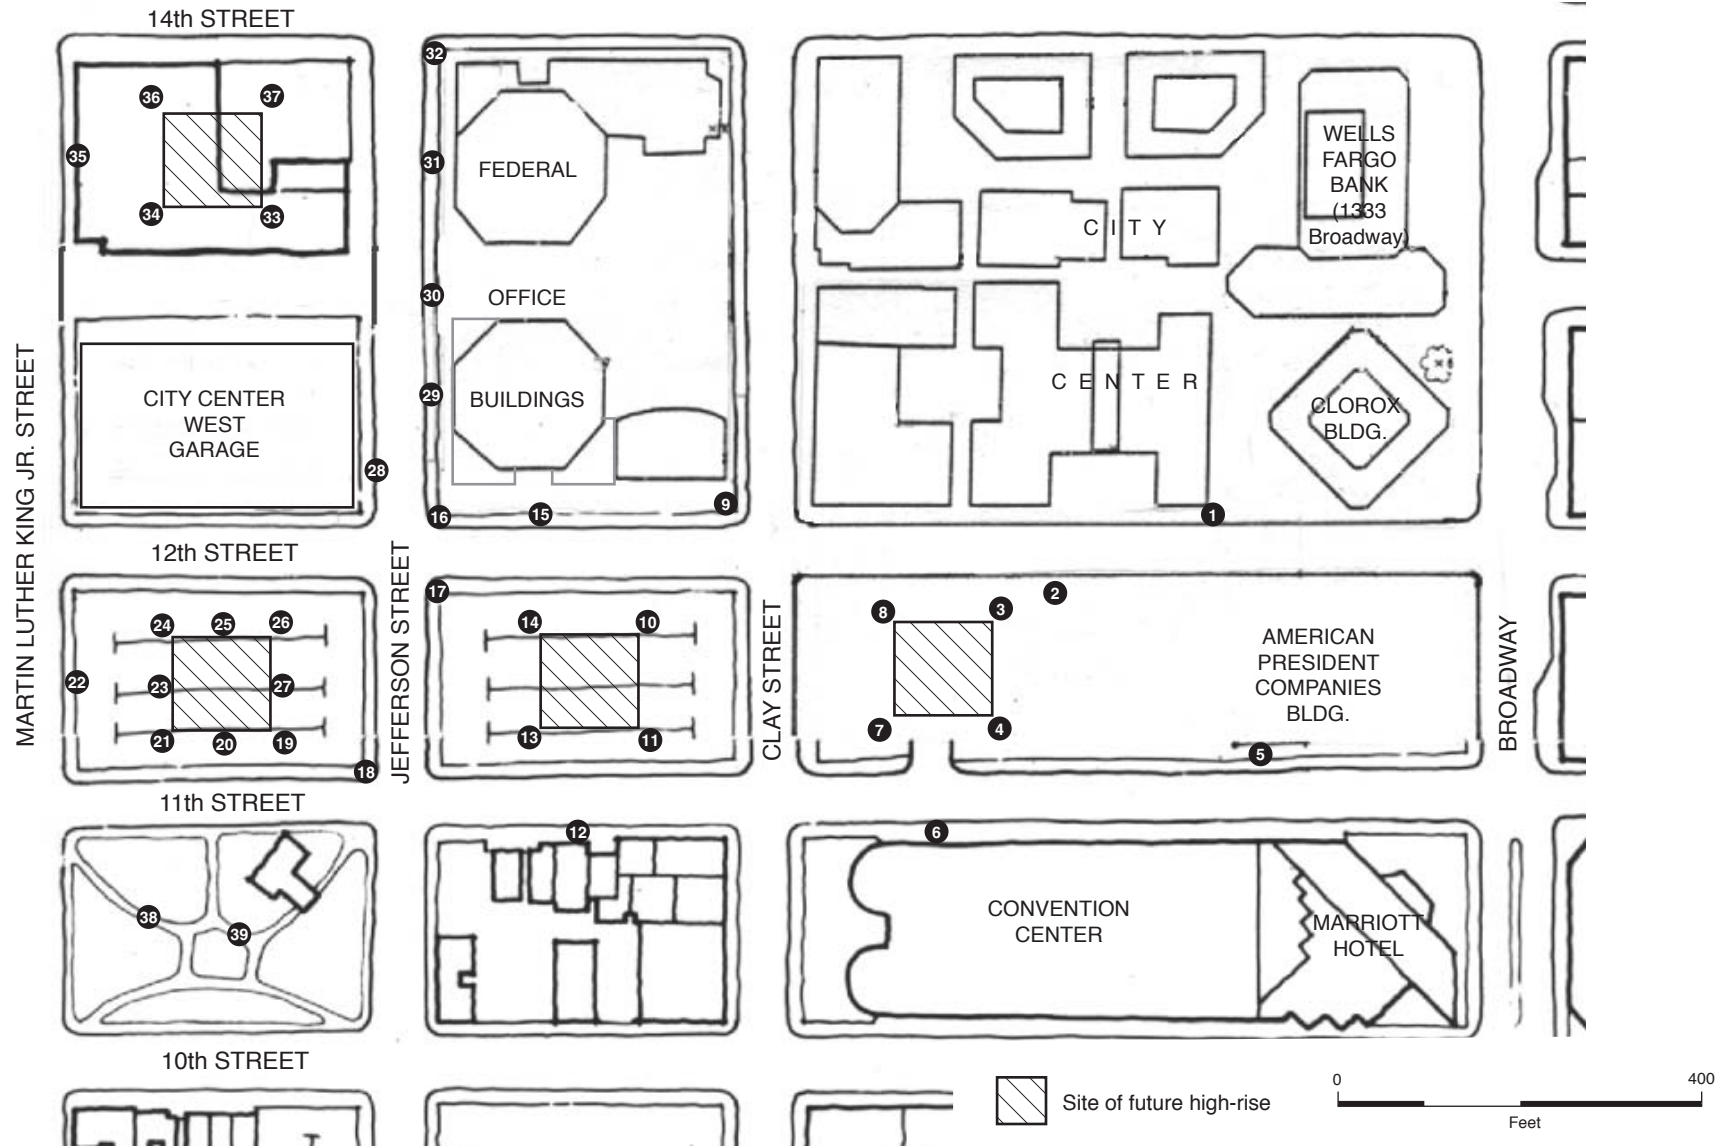 14th STREET
32
36
37
35
31
34
33
FEDERAL
WELLS
FARGO
BANK
(1333
Broadway)
CITY
30
OFFICE
MARTIN LUTHER KING JR. STREET
CITY CENTER
WEST
GARAGE
29
BUILDINGS
CENTER
CLOROX
BLDG.
28
16
15
9
1
12th STREET
JEFFERSON STREET
17
CLAY STREET
BROADWAY
24
25
26
14
10
8
3
2
22
23
27
AMERICAN
PRESIDENT
COMPANIES
BLDG.
21
20
19
13
11
7
4
5
18
11th STREET
12
6
38
39
CONVENTION
CENTER
MARRIOTT
HOTEL
10th STREET
Site of future high-rise
0
400
Feet